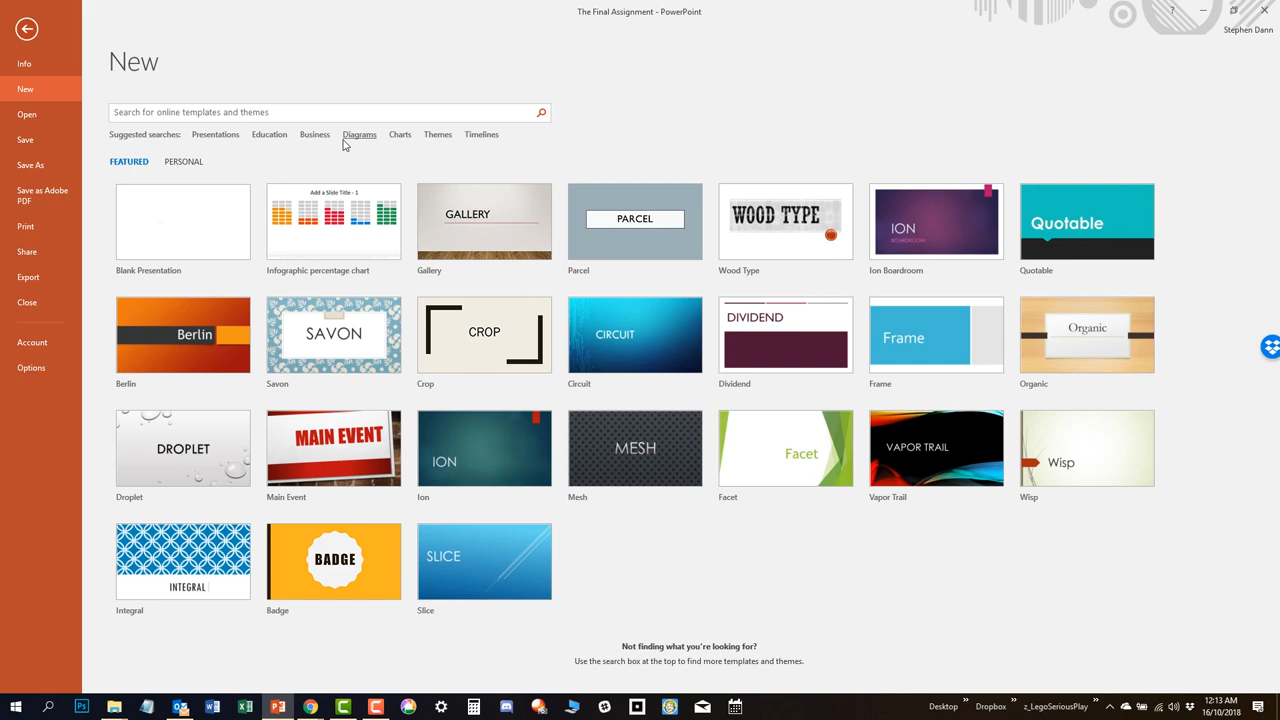 The Final Assignment - PowerPoint
?
Stephen Dann
Info
New
Open
Save
Save As
Save as Adobe
PDF
Print
Share
Export
Close
Account
Options
New
Search for online templates and themes
Suggested searches: Presentations Education Business Diagrams Charts Themes Timelines
FEATURED PERSONAL
Add a Slide Title - 1
GALLERY
PARCEL
WOOD TYPE
ION
BOARDROOM
Quotable
Blank Presentation
Infographic percentage chart
Gallery
Parcel
Wood Type
Ion Boardroom
Quotable
Berlin
SAVON
CROP
CIRCUIT
DIVIDEND
Frame
Organic
Berlin
Savon
Crop
Circuit
Dividend
Frame
Organic
DROPLET
MAIN EVENT
ION
MESH
Facet
VAPOR TRAIL
Wisp
Droplet
Main Event
Ion
Mesh
Facet
Vapor Trail
Wisp
INTEGRAL
BADGE
SLICE
Integral
Badge
Slice
Not finding what you're looking for?
Use the search box at the top to find more templates and themes.
Desktop
Dropbox
z_LegoSeriousPlay
12:13 AM
16/10/2018